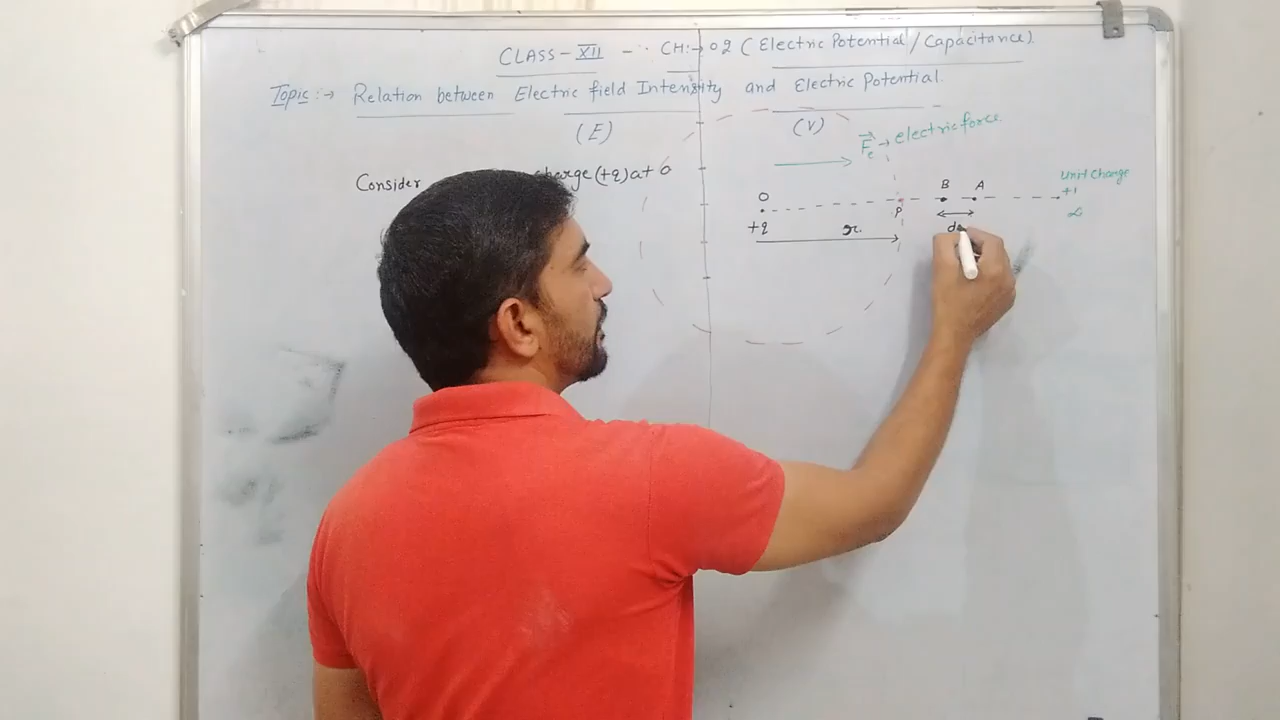 CLASS-XII - CH:→02 (Electric Potential/Capacitance).
Topic:→ Relation between Electric field Intensity and Electric Potential.
(E) (V)
F⃗e → electric force.
Consider charge (+q) at O
Unit Charge
+1
O P B A ∞
+q r. d